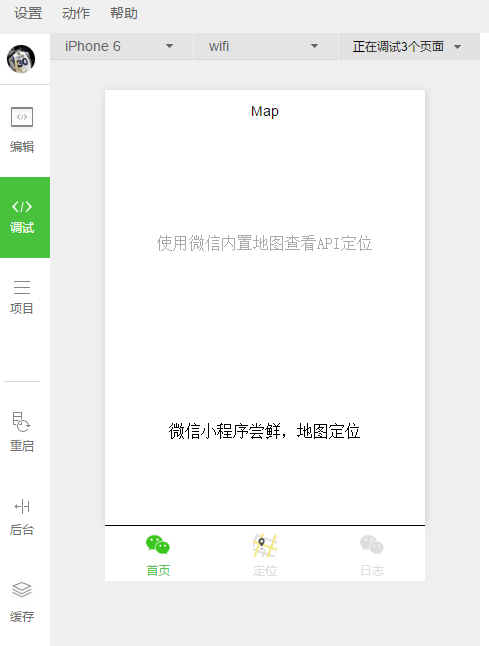 设置 动作 帮助
iPhone 6 wifi 正在调试3个页面
编辑
调试
项目
重启
后台
缓存
Map
使用微信内置地图查看API定位
微信小程序尝鲜，地图定位
首页 定位 日志